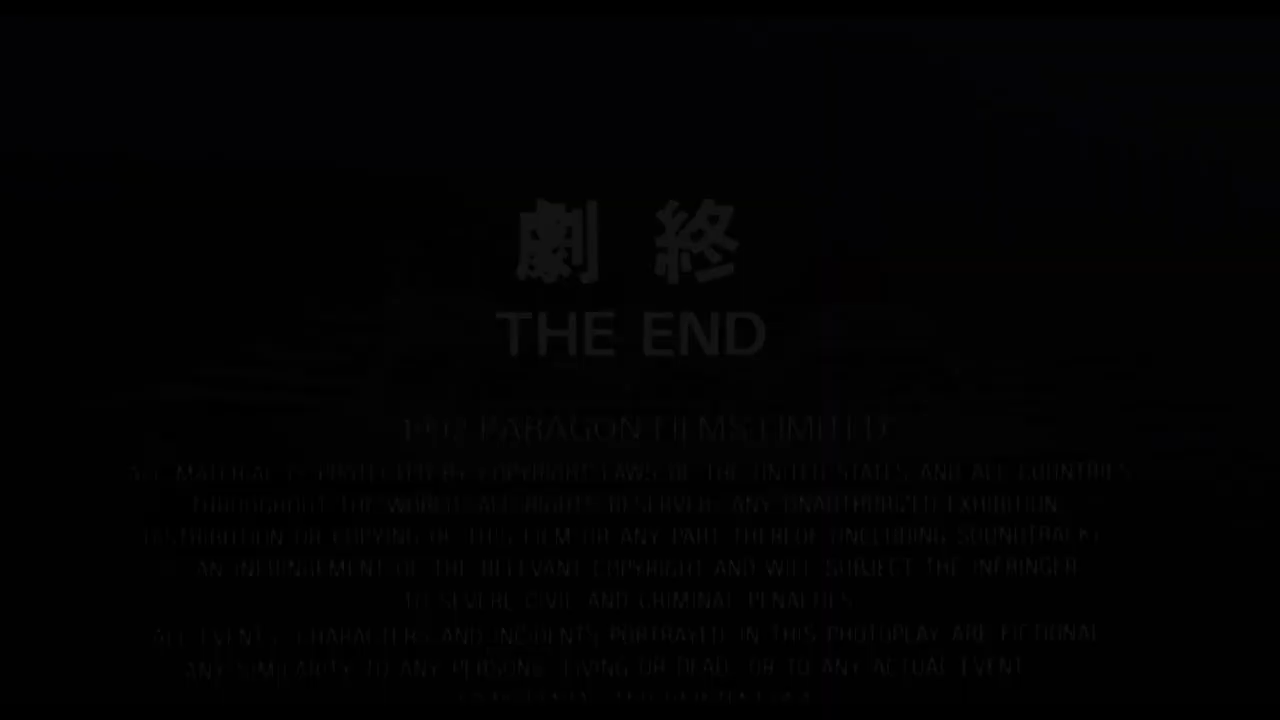 劇終
THE END
PARAGON FILMS LIMITED
ALL MATERIAL IS PROTECTED BY COPYRIGHT LAWS OF THE UNITED STATES AND ALL COUNTRIES
THROUGHOUT THE WORLD. ALL RIGHTS RESERVED. ANY UNAUTHORIZED EXHIBITION,
DISTRIBUTION OR COPYING OF THIS FILM OR ANY PART THEREOF (INCLUDING SOUNDTRACK)
AN INFRINGEMENT OF THE RELEVANT COPYRIGHT AND WILL SUBJECT THE INFRINGER
TO SEVERE CIVIL AND CRIMINAL PENALTIES.
ALL EVENTS, CHARACTERS AND INCIDENTS PORTRAYED IN THIS PHOTOPLAY ARE FICTIONAL
ANY SIMILARITY TO ANY PERSONS, LIVING OR DEAD, OR TO ANY ACTUAL EVENT